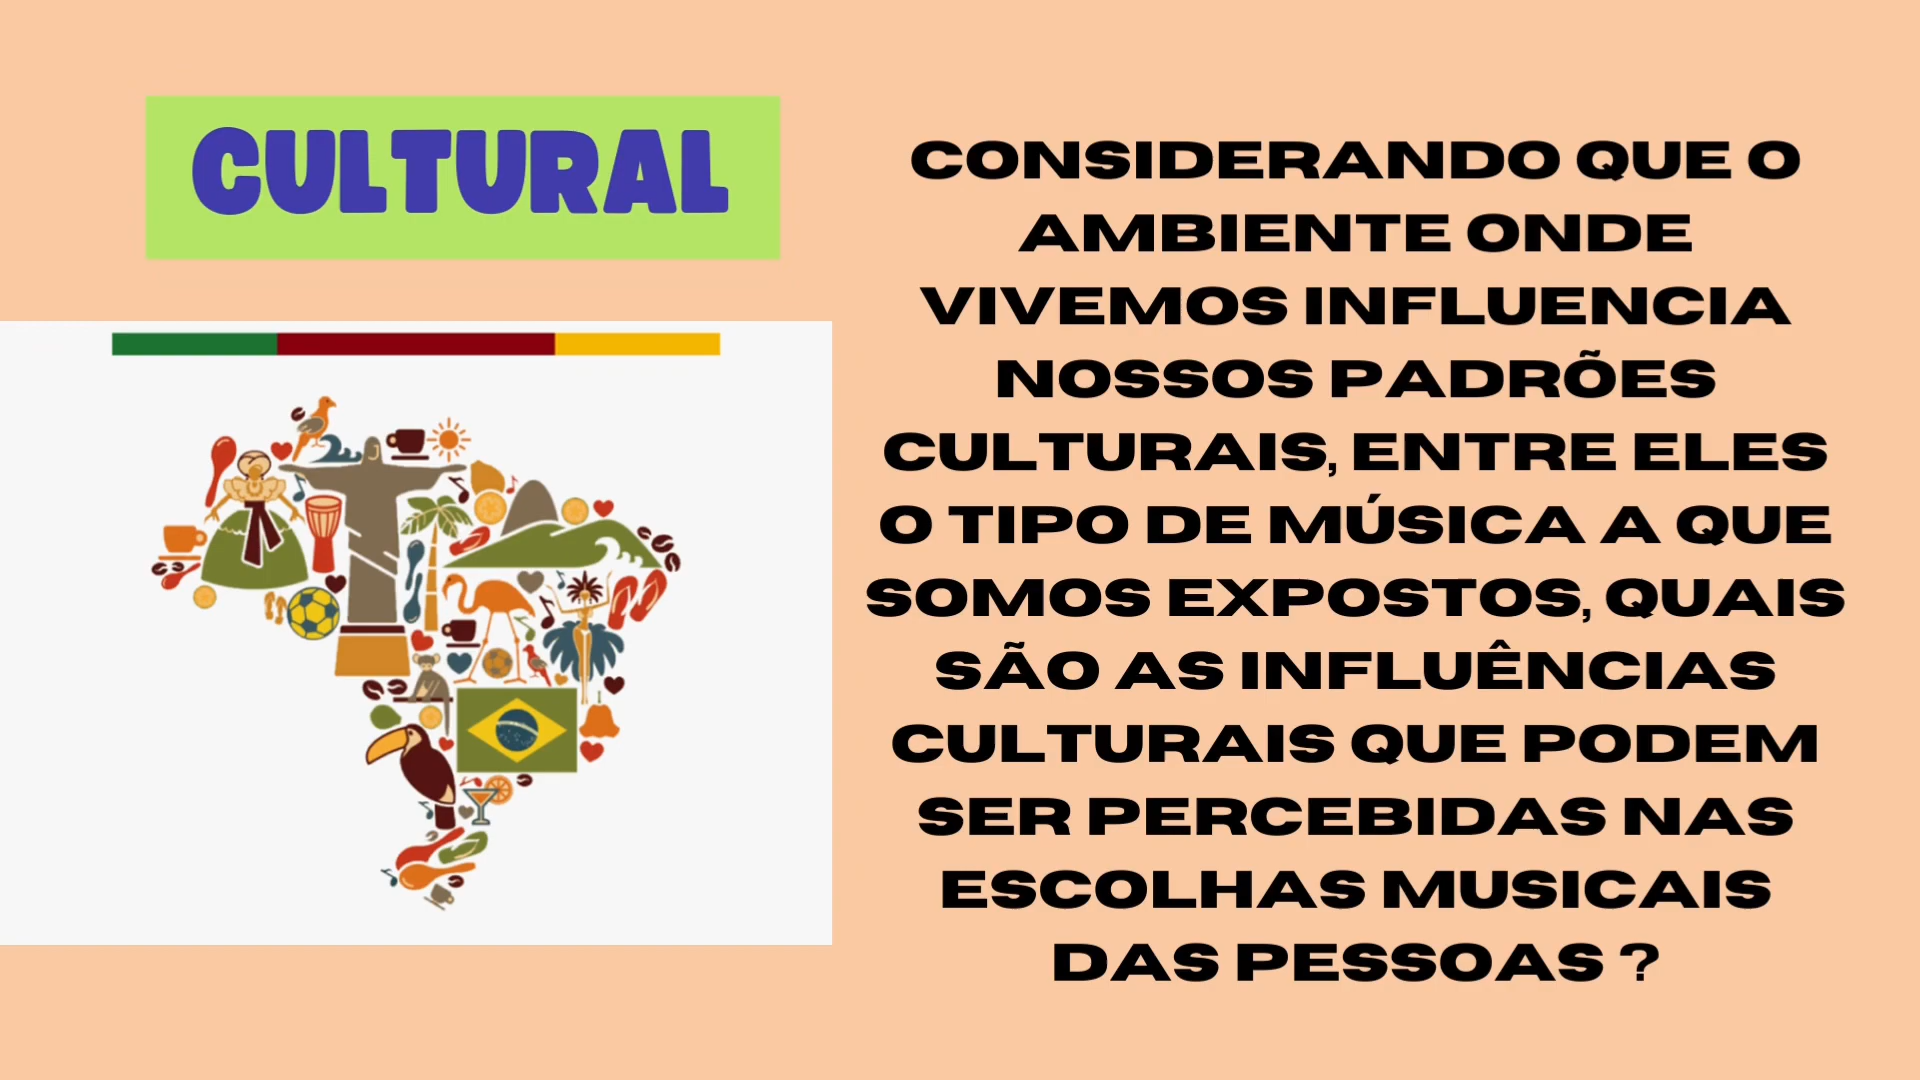 CULTURAL
CONSIDERANDO QUE O
AMBIENTE ONDE
VIVEMOS INFLUENCIA
NOSSOS PADRÕES
CULTURAIS, ENTRE ELES
O TIPO DE MÚSICA A QUE
SOMOS EXPOSTOS, QUAIS
SÃO AS INFLUÊNCIAS
CULTURAIS QUE PODEM
SER PERCEBIDAS NAS
ESCOLHAS MUSICAIS
DAS PESSOAS ?